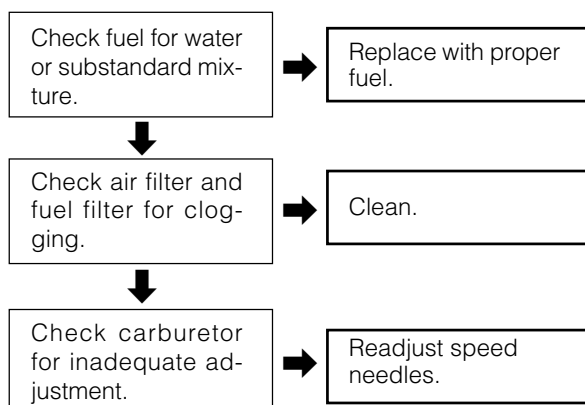 Check fuel for water
or substandard mix-
ture.
Replace with proper
fuel.
Check air filter and
fuel filter for clog-
ging.
Clean.
Check carburetor
for inadequate ad-
justment.
Readjust speed
needles.